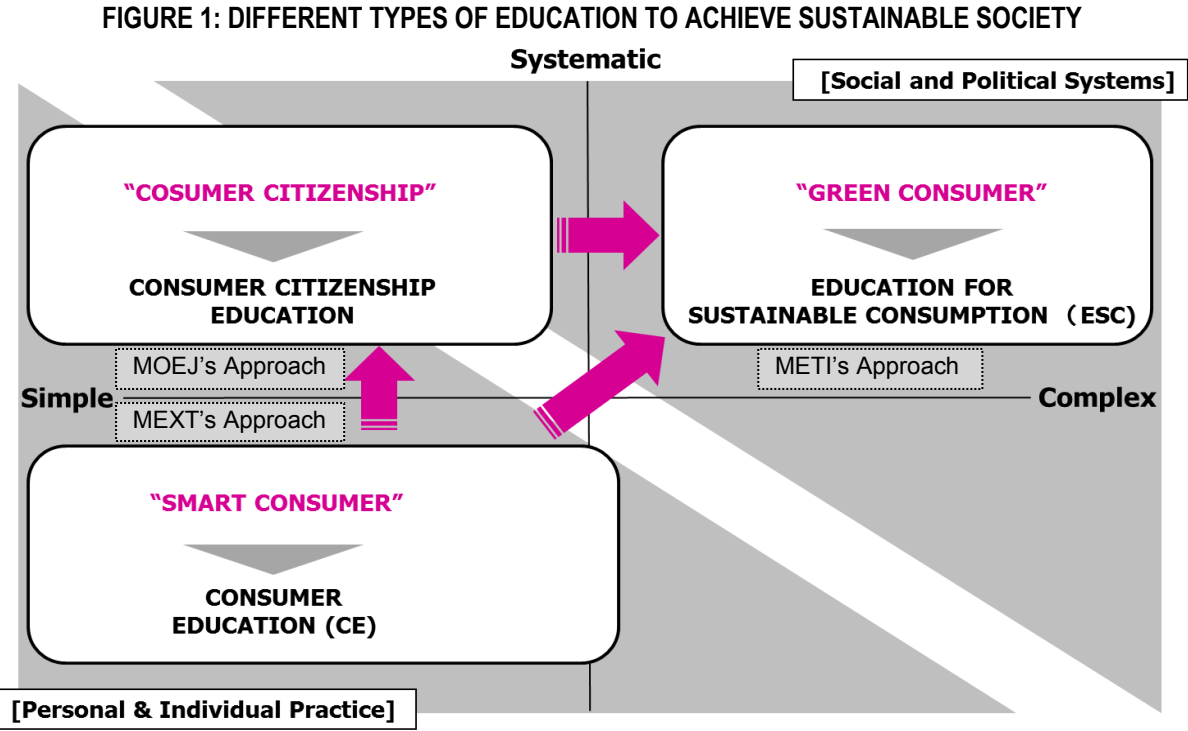 FIGURE 1: DIFFERENT TYPES OF EDUCATION TO ACHIEVE SUSTAINABLE SOCIETY
Systematic
[Social and Political Systems]
“COSUMER CITIZENSHIP”
CONSUMER CITIZENSHIP
EDUCATION
“GREEN CONSUMER”
EDUCATION FOR
SUSTAINABLE CONSUMPTION （ESC)
MOEJ’s Approach
METI’s Approach
Simple
Complex
MEXT’s Approach
“SMART CONSUMER”
CONSUMER
EDUCATION (CE)
[Personal & Individual Practice]